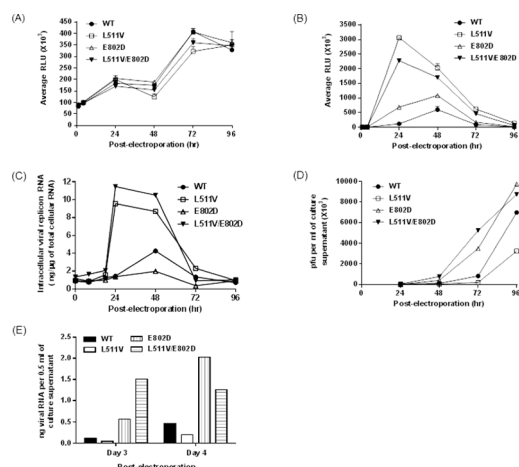 (A)
WT
L511V
E802D
L511V/E802D
Average RLU (X10³)
450
400
350
300
250
200
150
100
50
0
0 24 48 72 96
Post-electroporation (hr)
(B)
WT
L511V
E802D
L511V/E802D
Average RLU (X10³)
4000
3500
3000
2500
2000
1500
1000
500
0
0 24 48 72 96
Post-electroporation (hr)
(C)
WT
L511V
E802D
L511V/E802D
Intracellular viral replicon RNA
( ng/µg of total cellular RNA)
12
10
8
6
4
2
0
0 24 48 72 96
Post-electroporation (hr)
(D)
WT
L511V
E802D
L511V/E802D
pfu per ml of culture
supernatant (X10³)
10000
8000
6000
4000
2000
0
0 24 48 72 96
Post-electroporation (hr)
(E)
WT
L511V
E802D
L511V/E802D
ng viral RNA per 0.5 ml of
culture supernatant
2.5
2.0
1.5
1.0
0.5
0.0
Day 3 Day 4
Post-electroporation